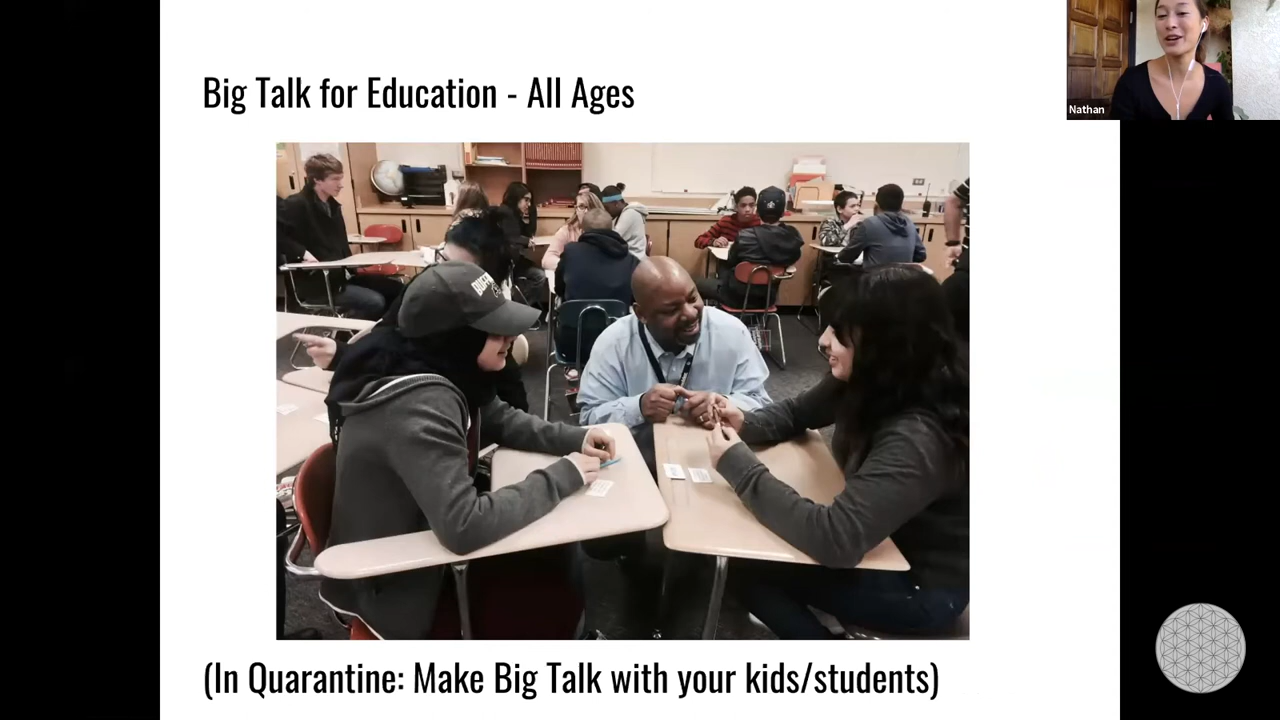 Big Talk for Education - All Ages
Nathan
(In Quarantine: Make Big Talk with your kids/students)